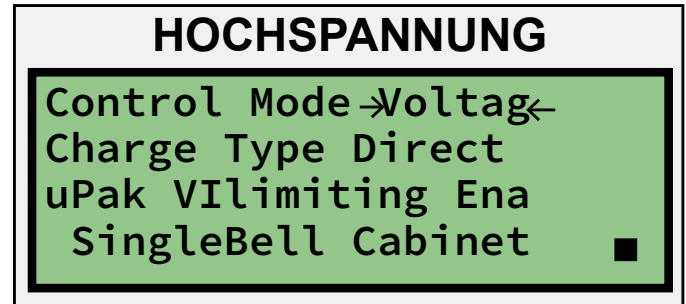 HOCHSPANNUNG
Control Mode→Voltag←
Charge Type Direct
uPak VIlimiting Ena
SingleBell Cabinet ■